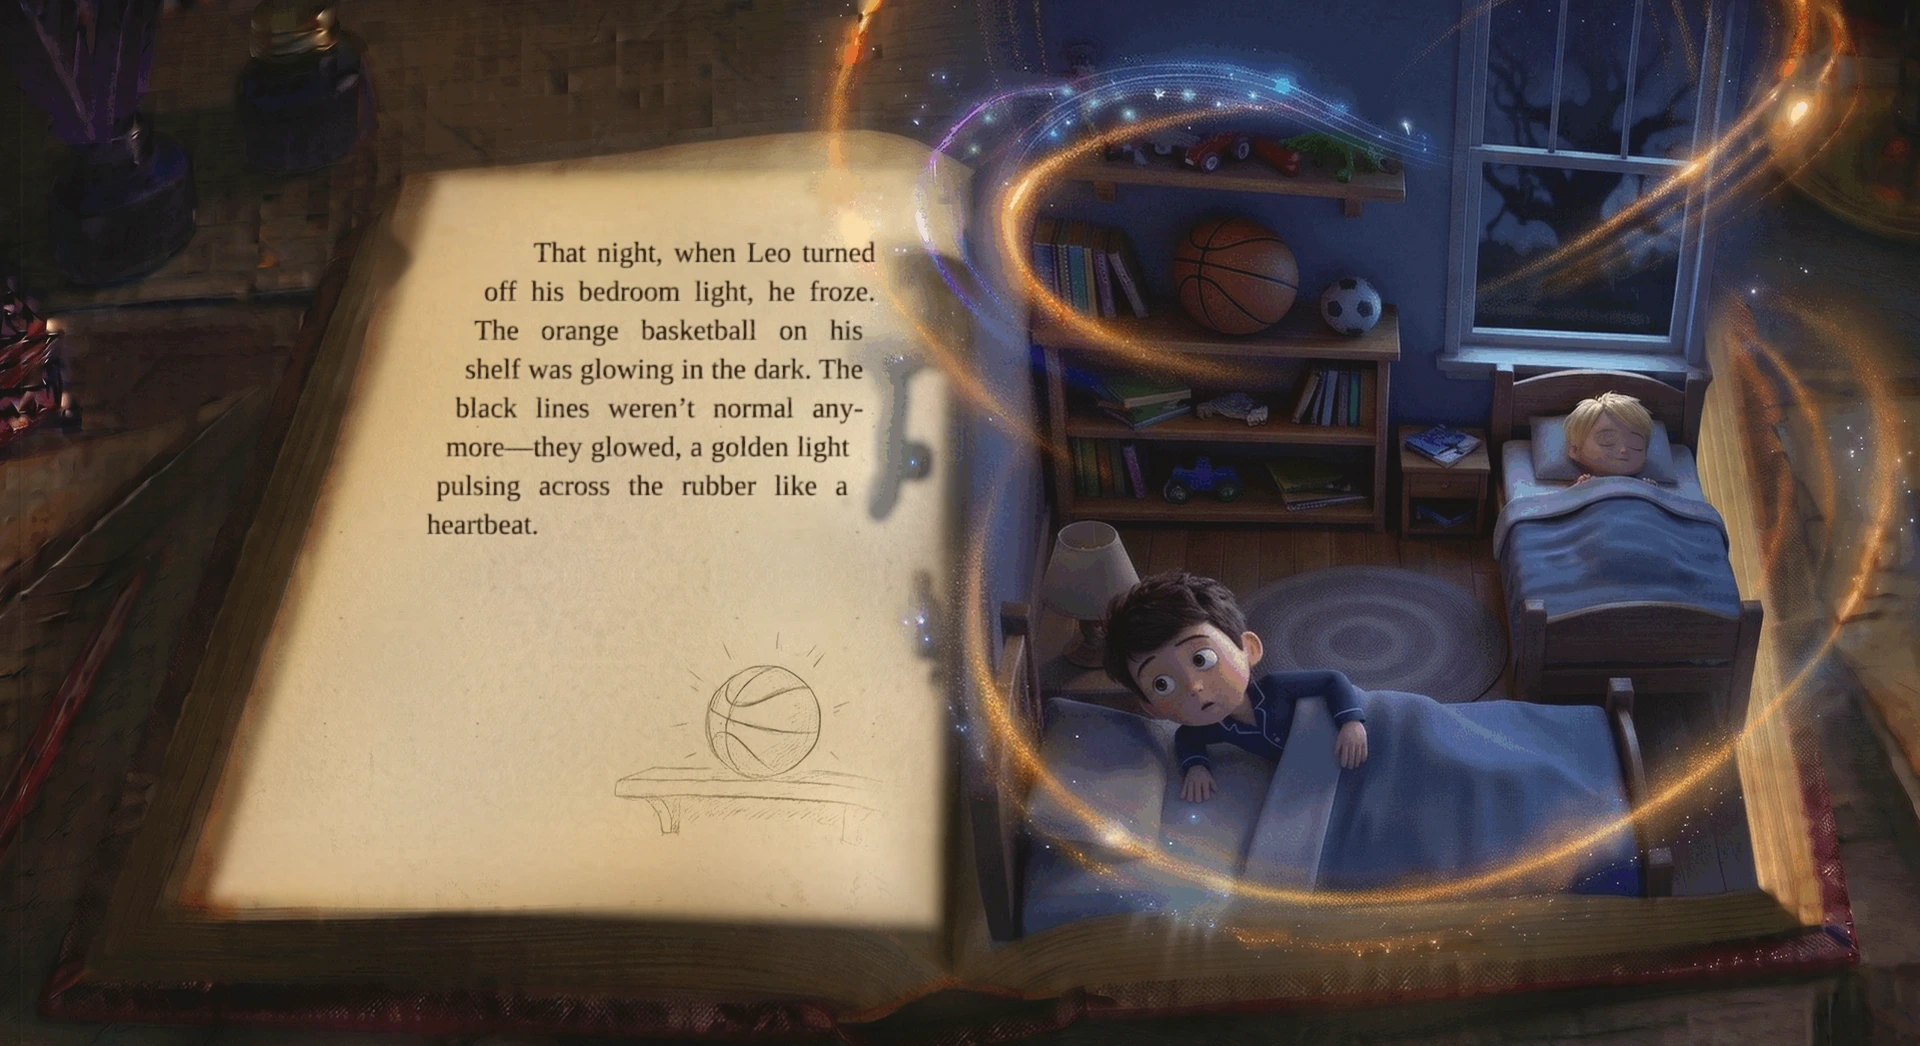 That night, when Leo turned
off his bedroom light, he froze.
The orange basketball on his
shelf was glowing in the dark. The
black lines weren’t normal any-
more—they glowed, a golden light
pulsing across the rubber like a
heartbeat.